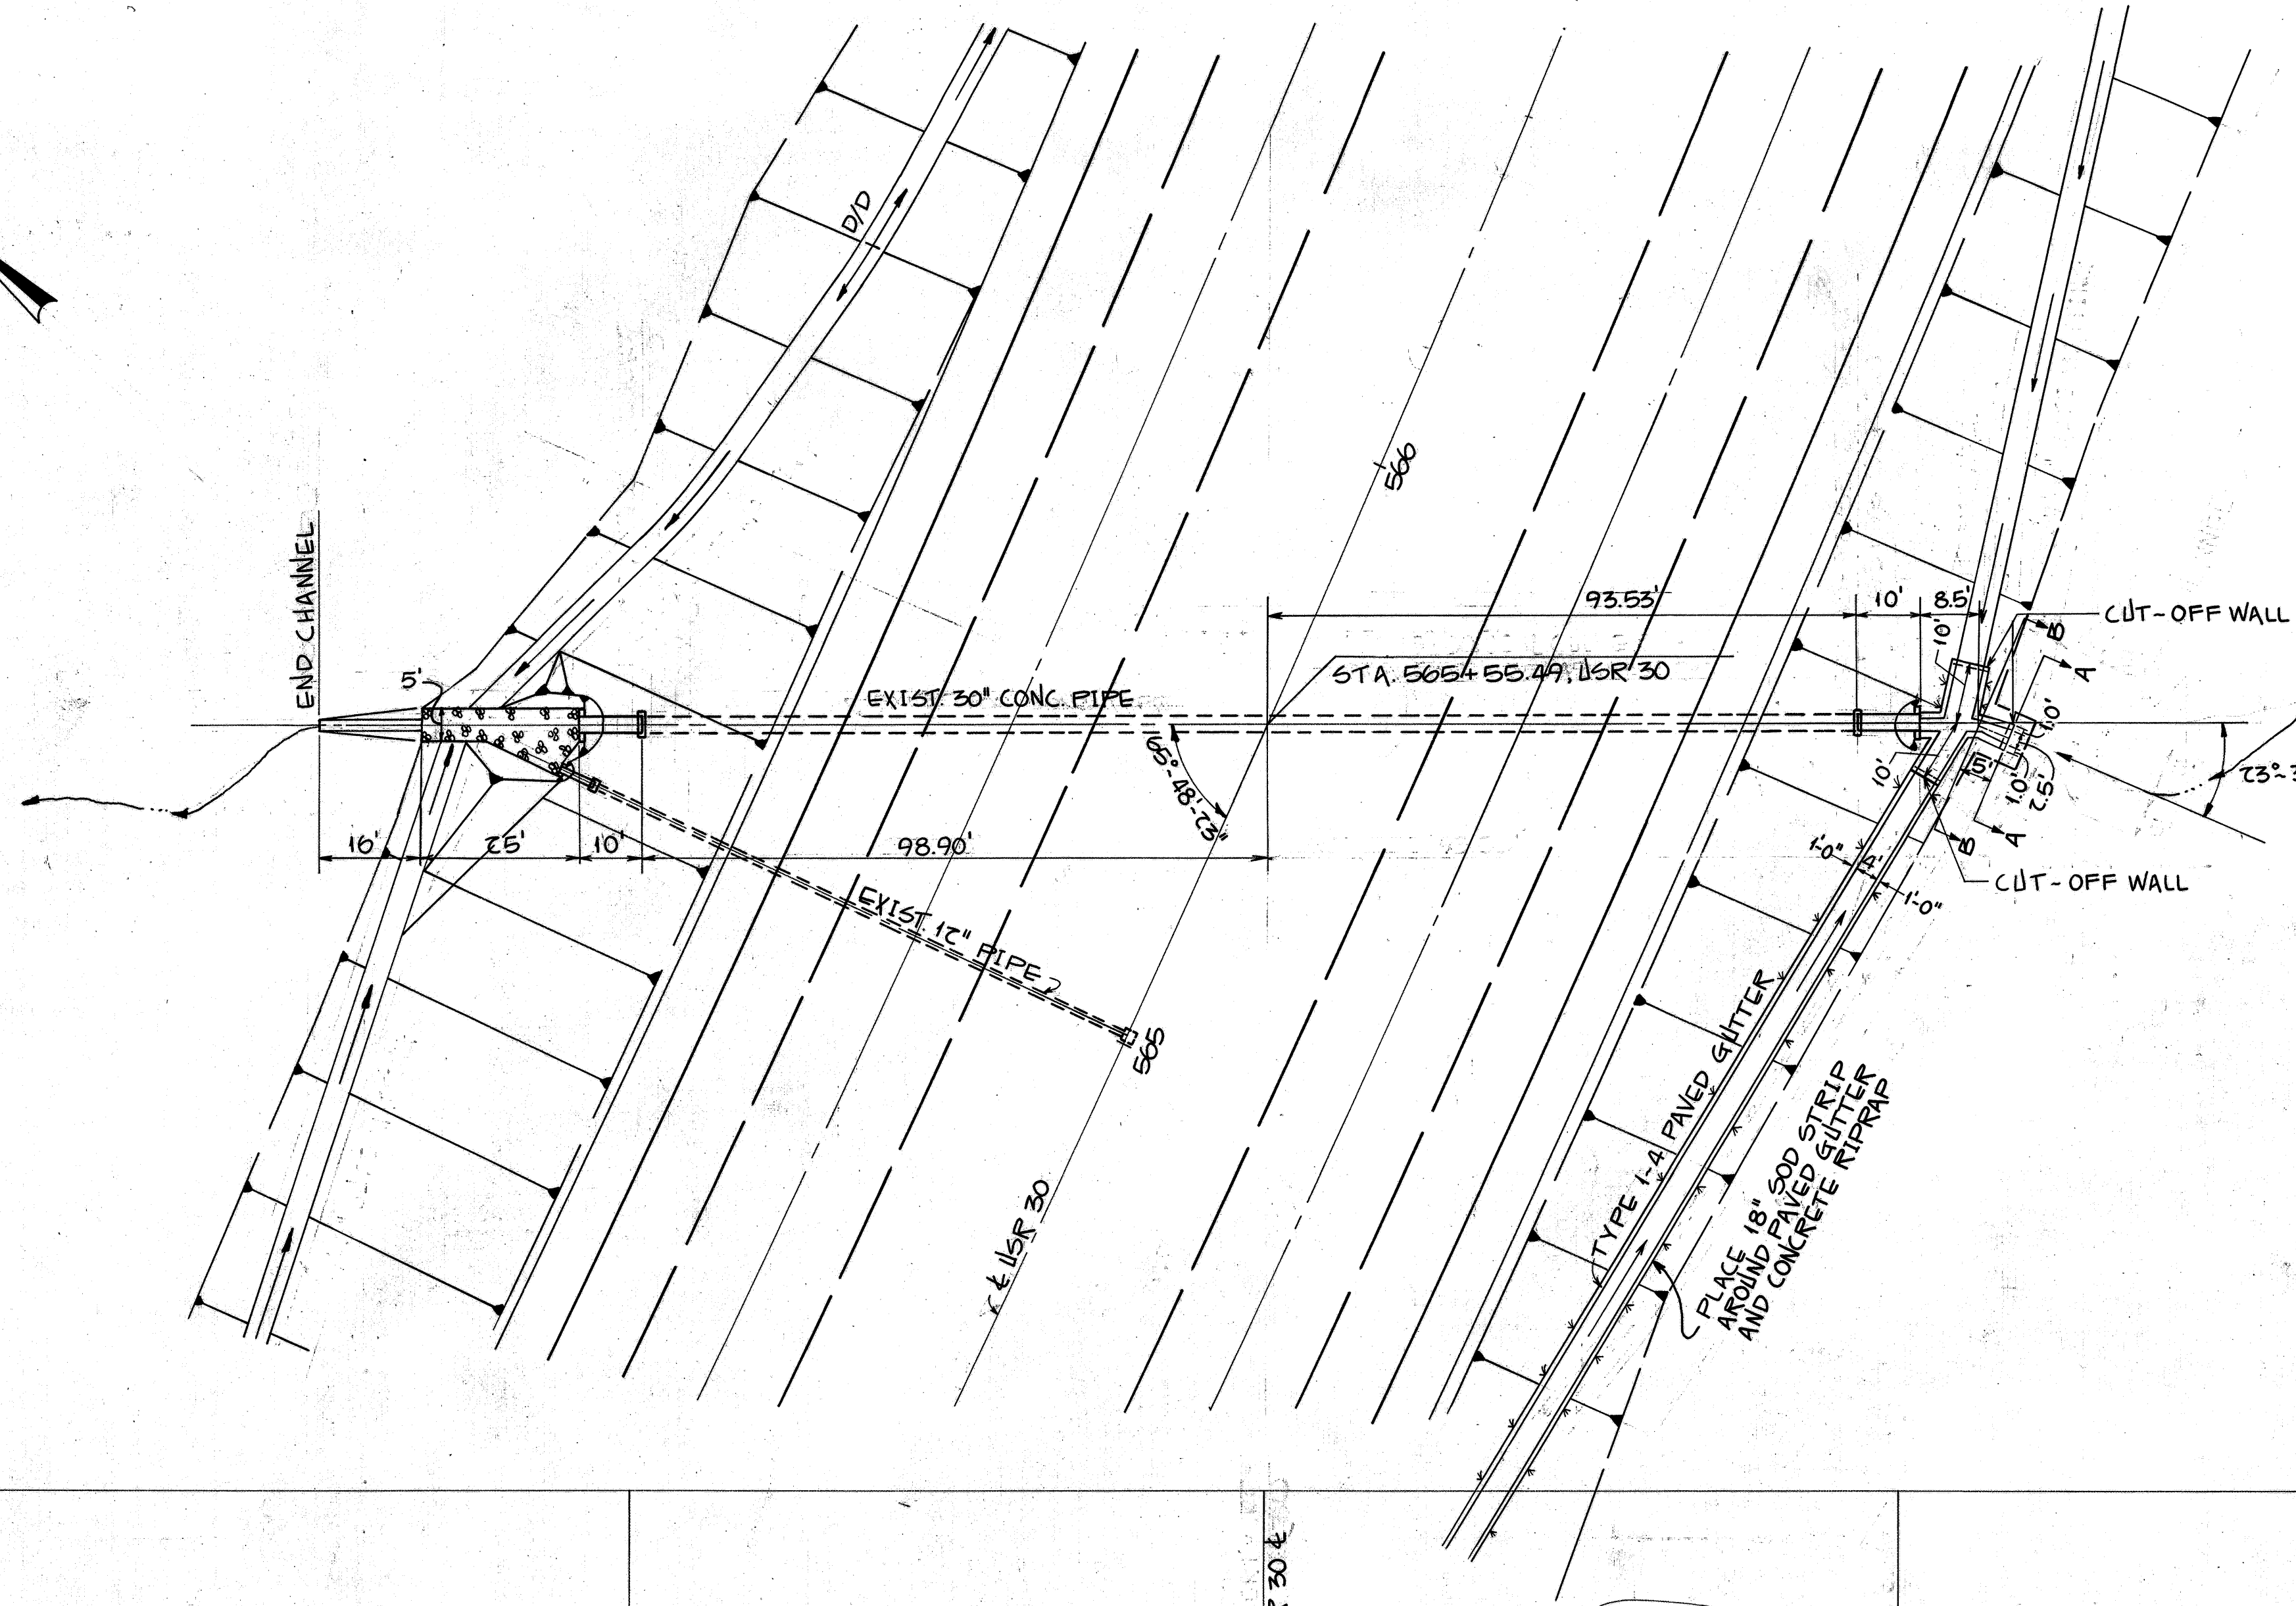 D/D
566
END CHANNEL
93.53'
10'
8.5'
10'
CUT-OFF WALL
B
A
STA. 565+55.49, USR 30
5'
EXIST. 30" CONC. PIPE
1.0'
65°-48'-23"
10'
5'
1.0'
2.5'
23°-3
16'
25'
10'
98.90'
B
A
1'-0"
4'
1'-0"
CUT-OFF WALL
EXIST. 12" PIPE
565
TYPE 1-4 PAVED GUTTER
PLACE 18" SOD STRIP
AROUND PAVED GUTTER
AND CONCRETE RIPRAP
℄ USR 30
30 ℄